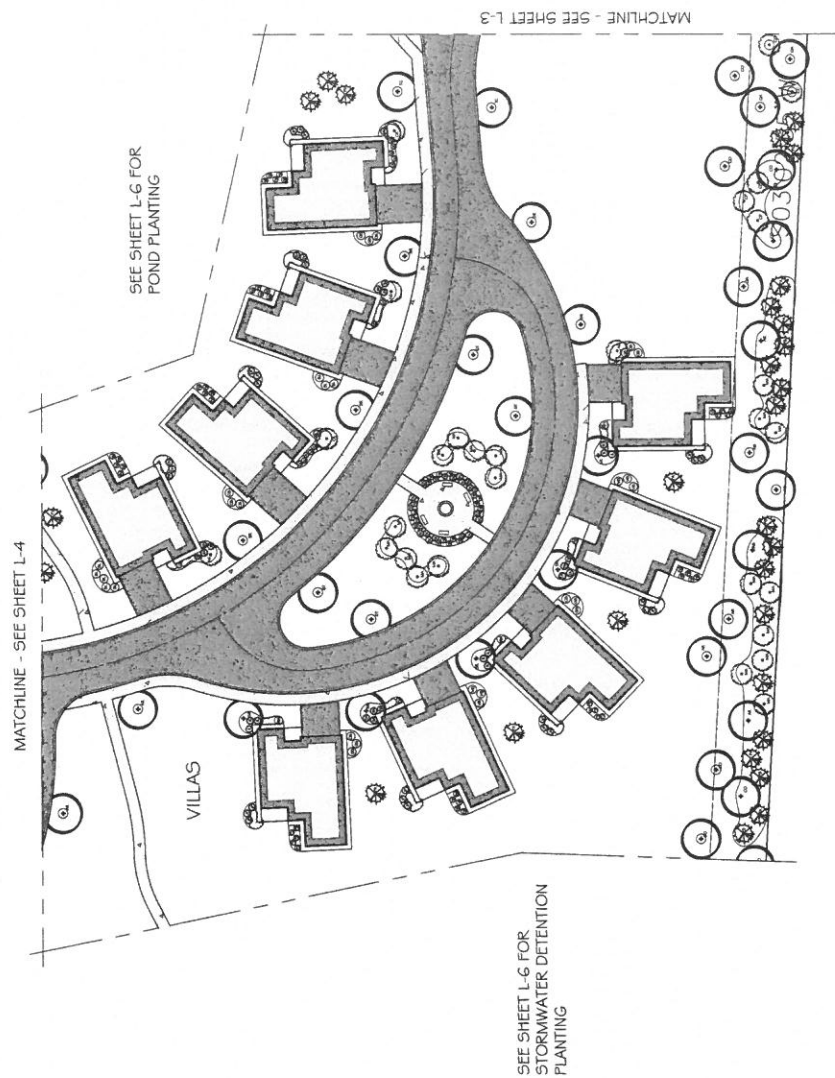 MATCHLINE - SEE SHEET L-3
SEE SHEET L-6 FOR
POND PLANTING
MATCHLINE - SEE SHEET L-4
VILLAS
SEE SHEET L-6 FOR
STORMWATER DETENTION
PLANTING